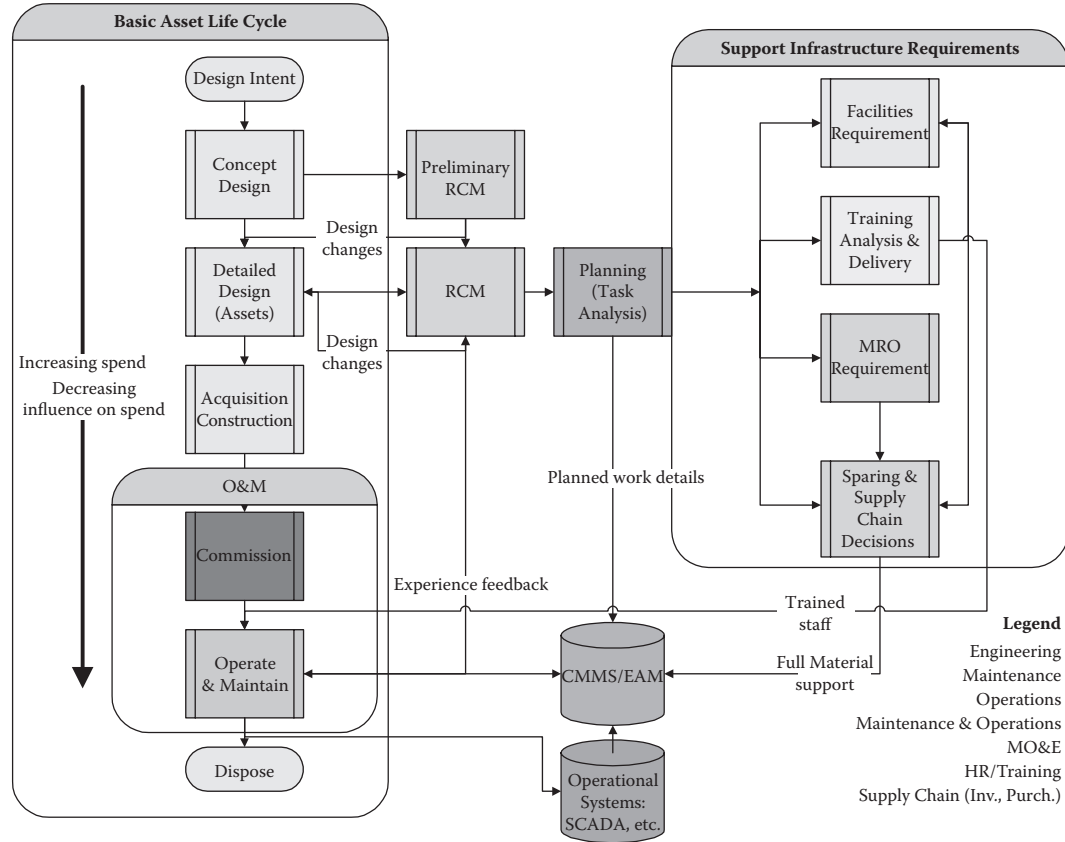 Basic Asset Life Cycle
Design Intent
Concept
Design
Preliminary
RCM
Design
changes
Detailed
Design
(Assets)
RCM
Planning
(Task
Analysis)
Design
changes
Increasing spend
Decreasing
influence on spend
Acquisition
Construction
O&M
Commission
Operate
& Maintain
Dispose
Support Infrastructure Requirements
Facilities
Requirement
Training
Analysis &
Delivery
MRO
Requirement
Sparing &
Supply
Chain
Decisions
Planned work details
Experience feedback
Trained
staff
Full Material
support
CMMS/EAM
Operational
Systems:
SCADA, etc.
Legend
Engineering
Maintenance
Operations
Maintenance & Operations
MO&E
HR/Training
Supply Chain (Inv., Purch.)